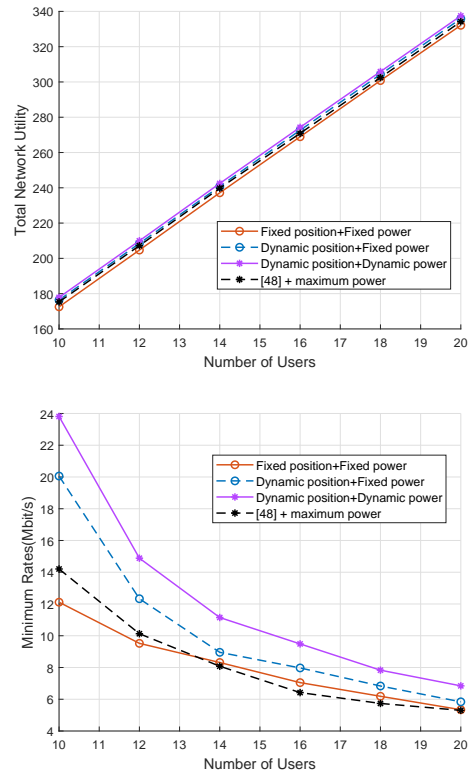 340
320
300
280
260
240
220
200
180
160
Total Network Utility
Fixed position+Fixed power
Dynamic position+Fixed power
Dynamic position+Dynamic power
[48] + maximum power
10 11 12 13 14 15 16 17 18 19 20
Number of Users
24
22
20
18
16
14
12
10
8
6
4
Minimum Rates(Mbit/s)
Fixed position+Fixed power
Dynamic position+Fixed power
Dynamic position+Dynamic power
[48] + maximum power
10 11 12 13 14 15 16 17 18 19 20
Number of Users